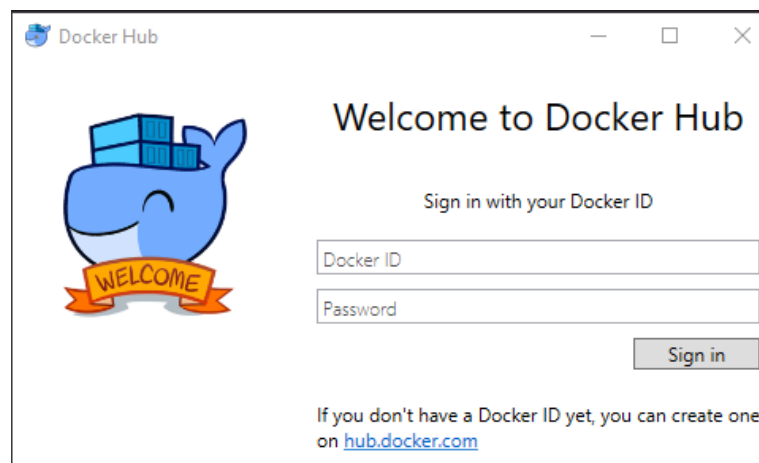 Docker Hub
Welcome to Docker Hub
Sign in with your Docker ID
WELCOME
Docker ID
Password
Sign in
If you don't have a Docker ID yet, you can create one
on hub.docker.com